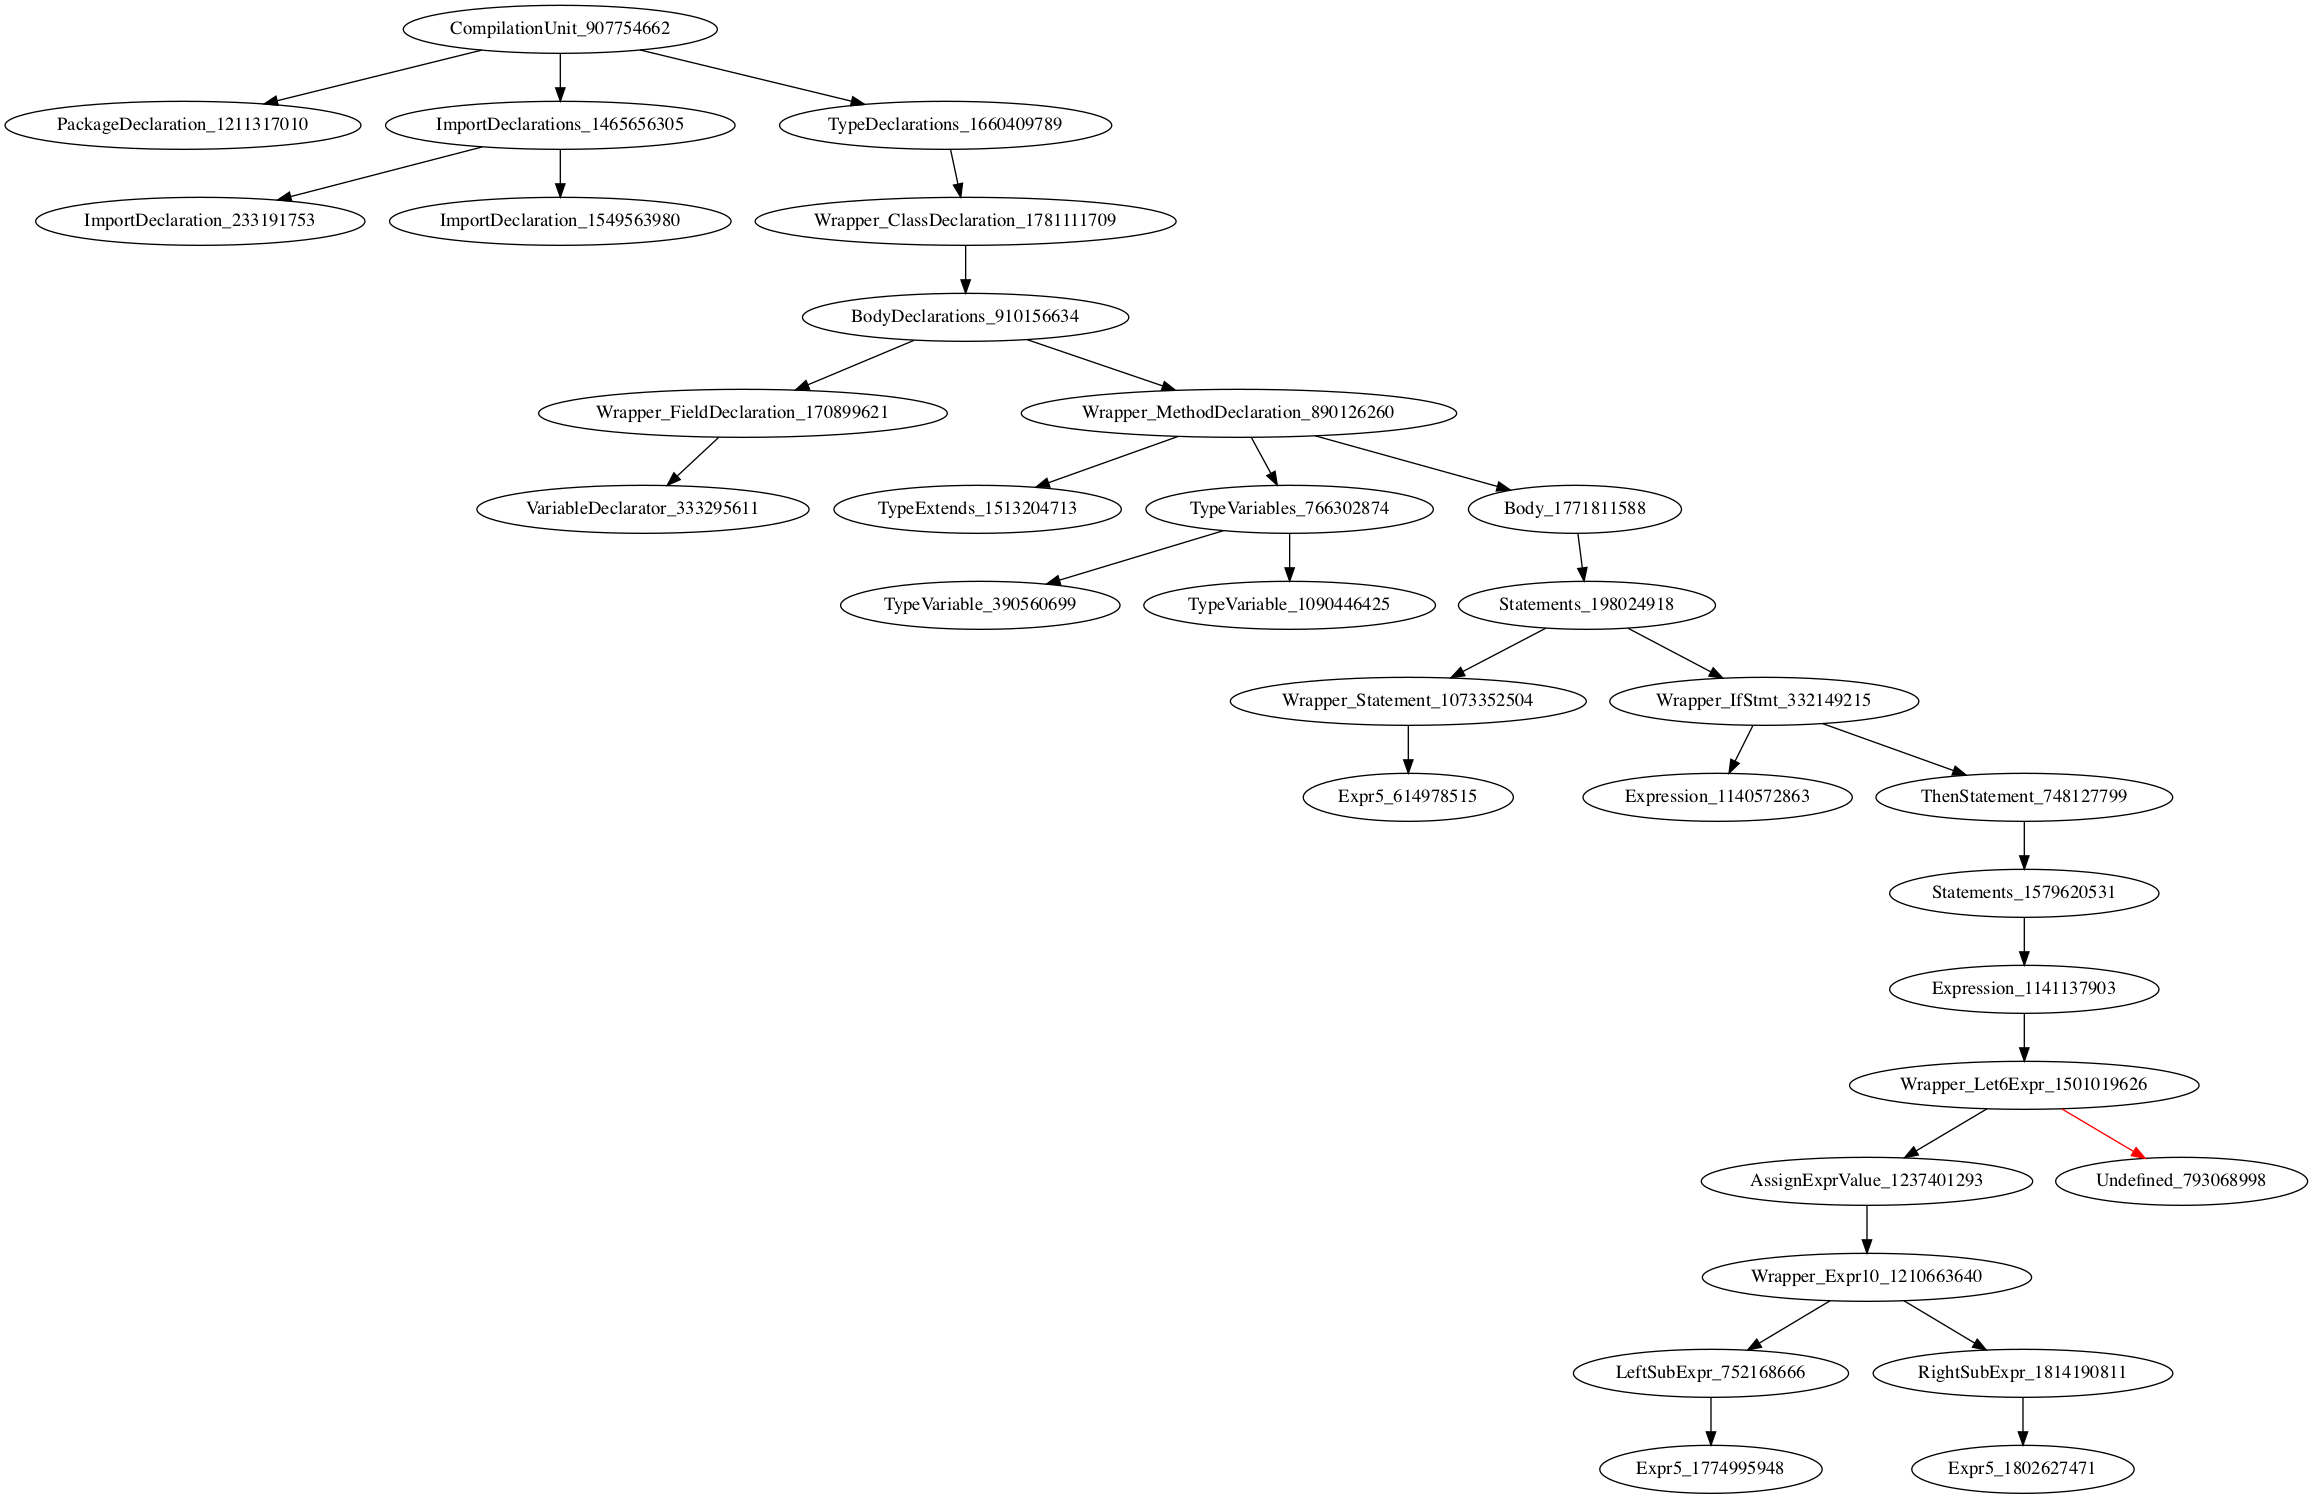 CompilationUnit_907754662
PackageDeclaration_1211317010
ImportDeclarations_1465656305
TypeDeclarations_1660409789
ImportDeclaration_233191753
ImportDeclaration_1549563980
Wrapper_ClassDeclaration_1781111709
BodyDeclarations_910156634
Wrapper_FieldDeclaration_170899621
Wrapper_MethodDeclaration_890126260
VariableDeclarator_333295611
TypeExtends_1513204713
TypeVariables_766302874
Body_1771811588
TypeVariable_390560699
TypeVariable_1090446425
Statements_198024918
Wrapper_Statement_1073352504
Wrapper_IfStmt_332149215
Expr5_614978515
Expression_1140572863
ThenStatement_748127799
Statements_1579620531
Expression_1141137903
Wrapper_Let6Expr_1501019626
AssignExprValue_1237401293
Undefined_793068998
Wrapper_Expr10_1210663640
LeftSubExpr_752168666
RightSubExpr_1814190811
Expr5_1774995948
Expr5_1802627471